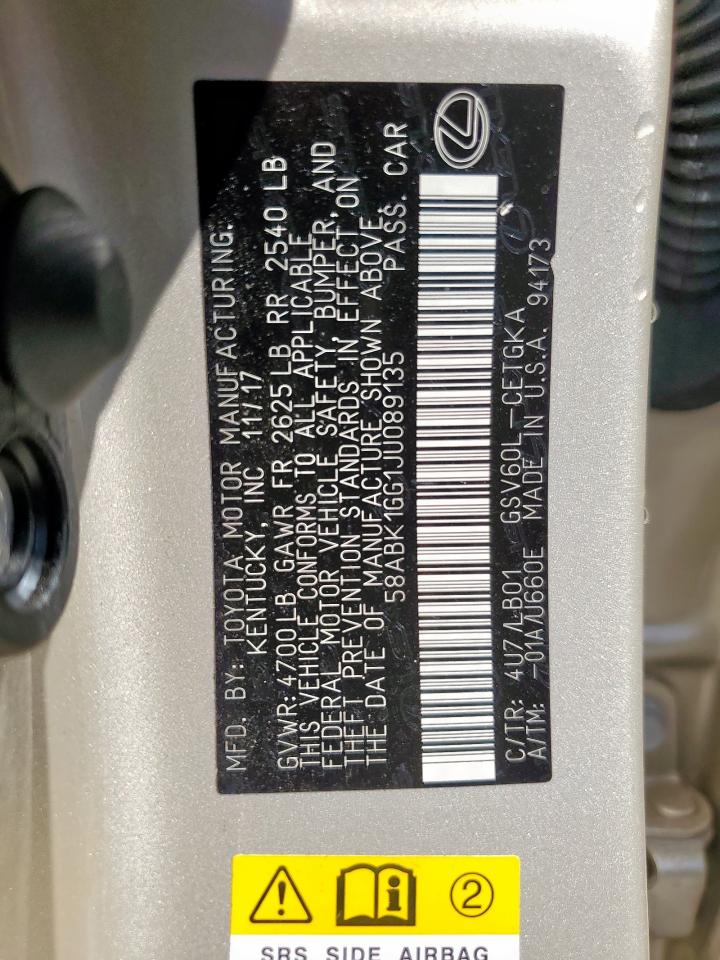 MFD. BY: TOYOTA MOTOR MANUFACTURING.
KENTUCKY, INC 11/17
GVWR: 4700 LB GAWR FR 2625 LB RR 2540 LB
THIS VEHICLE CONFORMS TO ALL APPLICABLE
FEDERAL MOTOR VEHICLE SAFETY, BUMPER, AND
THEFT PREVENTION STANDARDS IN EFFECT ON
THE DATE OF MANUFACTURE SHOWN ABOVE
58ABK1GG1JU089135 PASS. CAR
C/TR: 4U7/LB01 GSV60L-CETGKA
A/TM: -01A/U660E MADE IN U.S.A. 94173
2
SRS SIDE AIRBAG